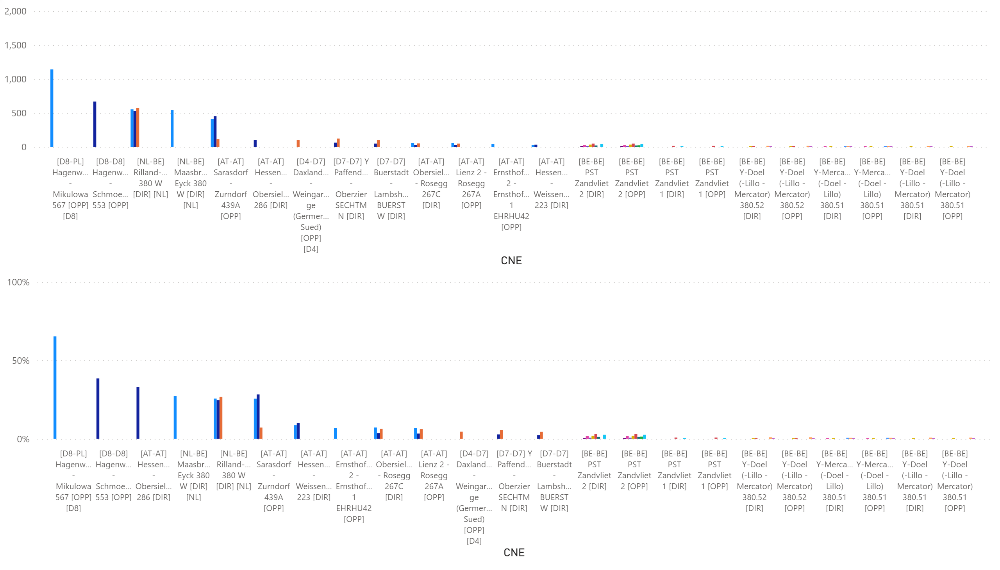 2,000
1,500
1,000
500
0
[D8-PL] Hagenw... - Mikulowa 567 [OPP] [D8]
[D8-D8] Hagenw... - Schmoe... 553 [OPP]
[NL-BE] Rilland-... 380 W [DIR] [NL]
[NL-BE] Maasbr... Eyck 380 W [DIR] [NL]
[AT-AT] Sarasdorf - Zurndorf 439A [OPP]
[AT-AT] Hessen... - Obersiel... 286 [DIR]
[D4-D7] Daxland... - Weingar... ge (Germer... Sued) [OPP] [D4]
[D7-D7] Y Paffend... - Oberzier SECHTM N [DIR]
[D7-D7] Buerstadt - Lambsh... BUERST W [DIR]
[AT-AT] Obersiel... - Rosegg 267C [DIR]
[AT-AT] Lienz 2 - Rosegg 267A [OPP]
[AT-AT] Ernsthof... 2 - Ernsthof... 1 EHRHU42 [OPP]
[AT-AT] Hessen... - Weissen... 223 [DIR]
[BE-BE] PST Zandvliet 2 [DIR]
[BE-BE] PST Zandvliet 2 [OPP]
[BE-BE] PST Zandvliet 1 [DIR]
[BE-BE] PST Zandvliet 1 [OPP]
[BE-BE] Y-Doel (-Lillo - Mercator) 380.52 [DIR]
[BE-BE] Y-Doel (-Lillo - Mercator) 380.52 [OPP]
[BE-BE] Y-Merca... (-Doel - Lillo) 380.51 [DIR]
[BE-BE] Y-Merca... (-Doel - Lillo) 380.51 [OPP]
[BE-BE] Y-Doel (-Lillo - Mercator) 380.51 [DIR]
[BE-BE] Y-Doel (-Lillo - Mercator) 380.51 [OPP]
CNE
100%
50%
0%
[D8-PL] Hagenw... - Mikulowa 567 [OPP] [D8]
[D8-D8] Hagenw... - Schmoe... 553 [OPP]
[AT-AT] Hessen... - Obersiel... 286 [DIR]
[NL-BE] Maasbr... Eyck 380 W [DIR] [NL]
[NL-BE] Rilland-... 380 W [DIR] [NL]
[AT-AT] Sarasdorf - Zurndorf 439A [OPP]
[AT-AT] Hessen... - Weissen... 223 [DIR]
[AT-AT] Ernsthof... 2 - Ernsthof... 1 EHRHU42 [OPP]
[AT-AT] Obersiel... - Rosegg 267C [DIR]
[AT-AT] Lienz 2 - Rosegg 267A [OPP]
[D4-D7] Daxland... - Weingar... ge (Germer... Sued) [OPP] [D4]
[D7-D7] Y Paffend... - Oberzier SECHTM N [DIR]
[D7-D7] Buerstadt - Lambsh... BUERST W [DIR]
[BE-BE] PST Zandvliet 2 [DIR]
[BE-BE] PST Zandvliet 2 [OPP]
[BE-BE] PST Zandvliet 1 [DIR]
[BE-BE] PST Zandvliet 1 [OPP]
[BE-BE] Y-Doel (-Lillo - Mercator) 380.52 [DIR]
[BE-BE] Y-Doel (-Lillo - Mercator) 380.52 [OPP]
[BE-BE] Y-Merca... (-Doel - Lillo) 380.51 [DIR]
[BE-BE] Y-Merca... (-Doel - Lillo) 380.51 [OPP]
[BE-BE] Y-Doel (-Lillo - Mercator) 380.51 [DIR]
[BE-BE] Y-Doel (-Lillo - Mercator) 380.51 [OPP]
CNE